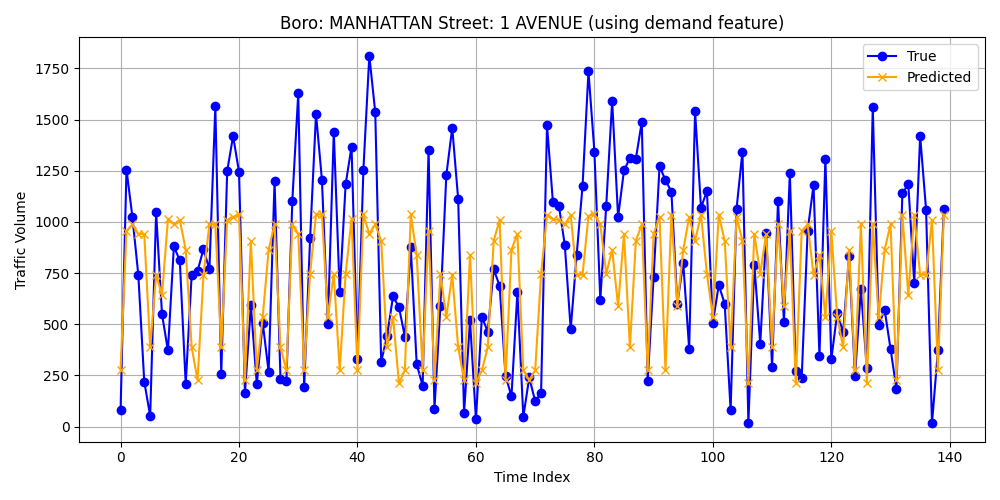 Boro: MANHATTAN Street: 1 AVENUE (using demand feature)
True
Predicted
Traffic Volume
1750
1500
1250
1000
750
500
250
0
0 20 40 60 80 100 120 140
Time Index